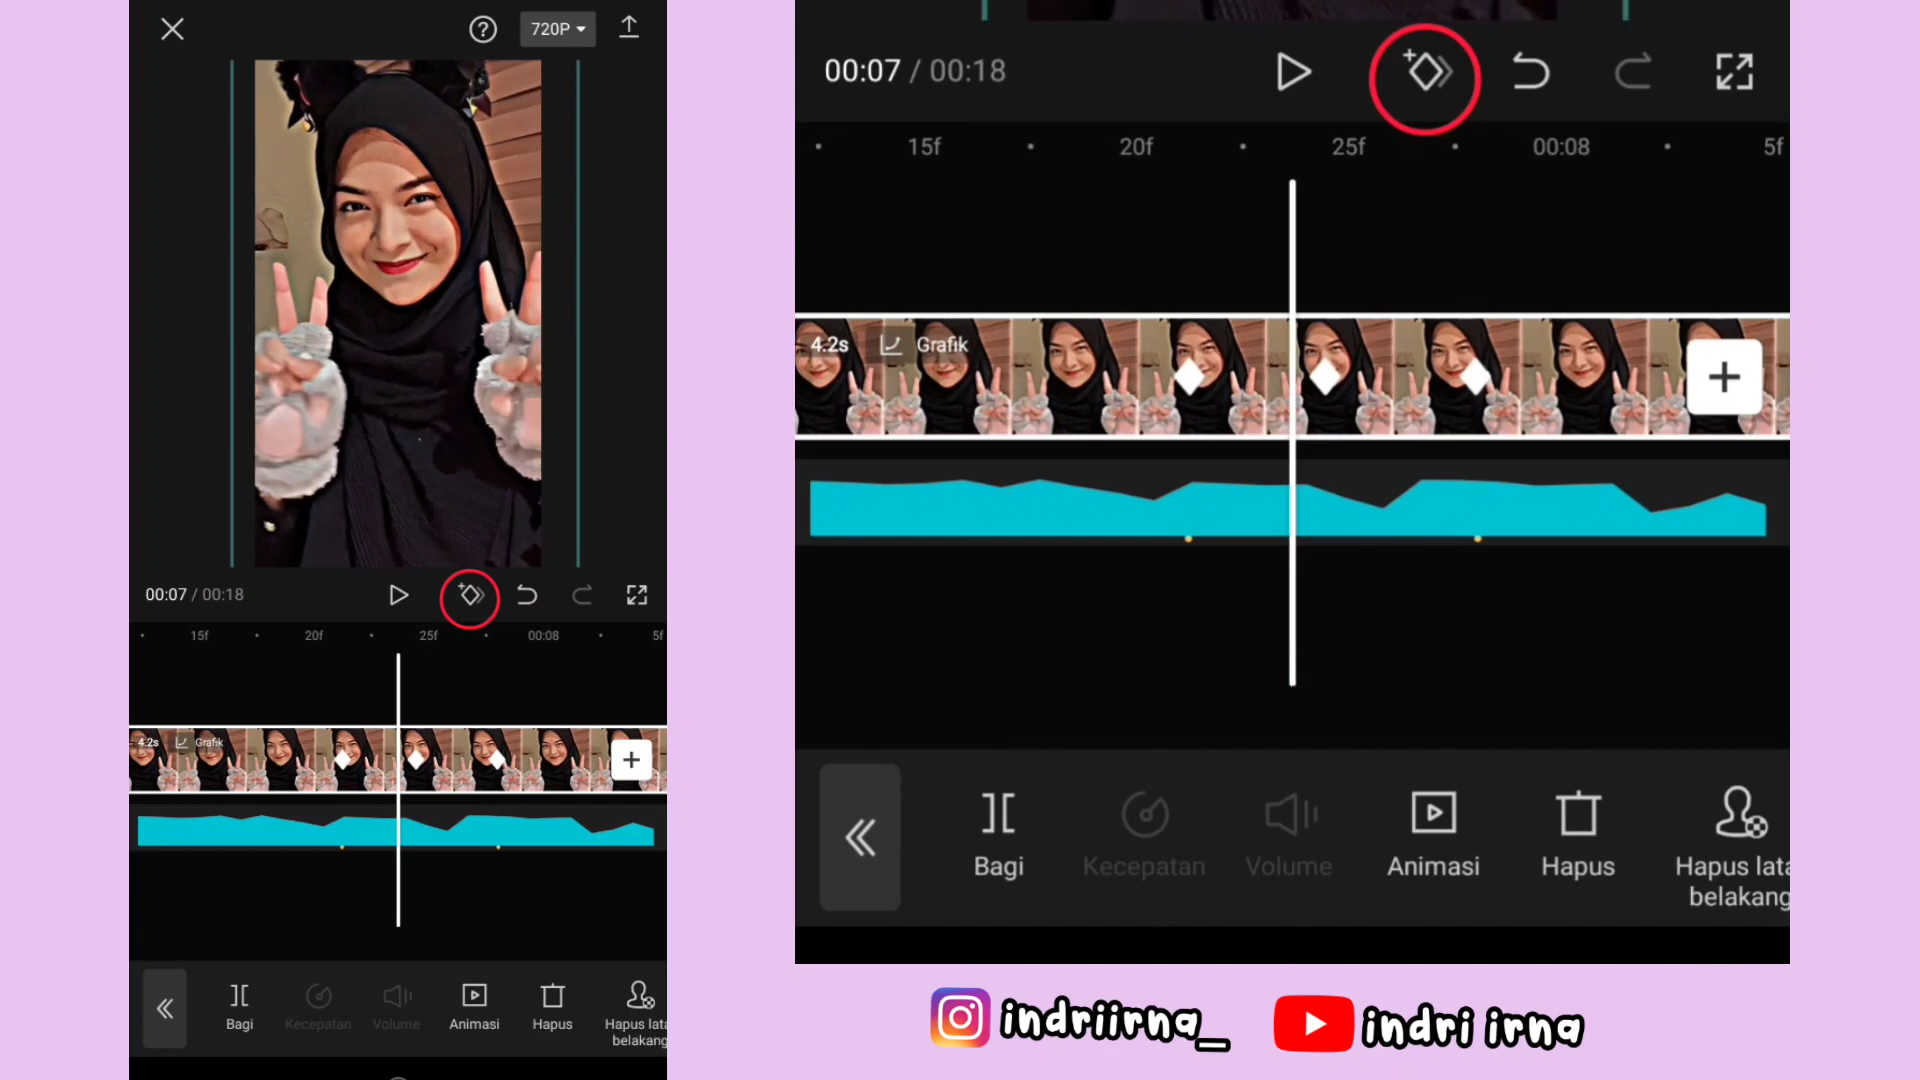 720P
00:07 / 00:18
15f 20f 25f 00:08 5f
4.2s Grafik
Bagi Kecepatan Volume Animasi Hapus Hapus lata
belakang
00:07 / 00:18
15f 20f 25f 00:08 5f
4.2s Grafik
Bagi Kecepatan Volume Animasi Hapus Hapus lata
belakang
indriirna_ indri irna